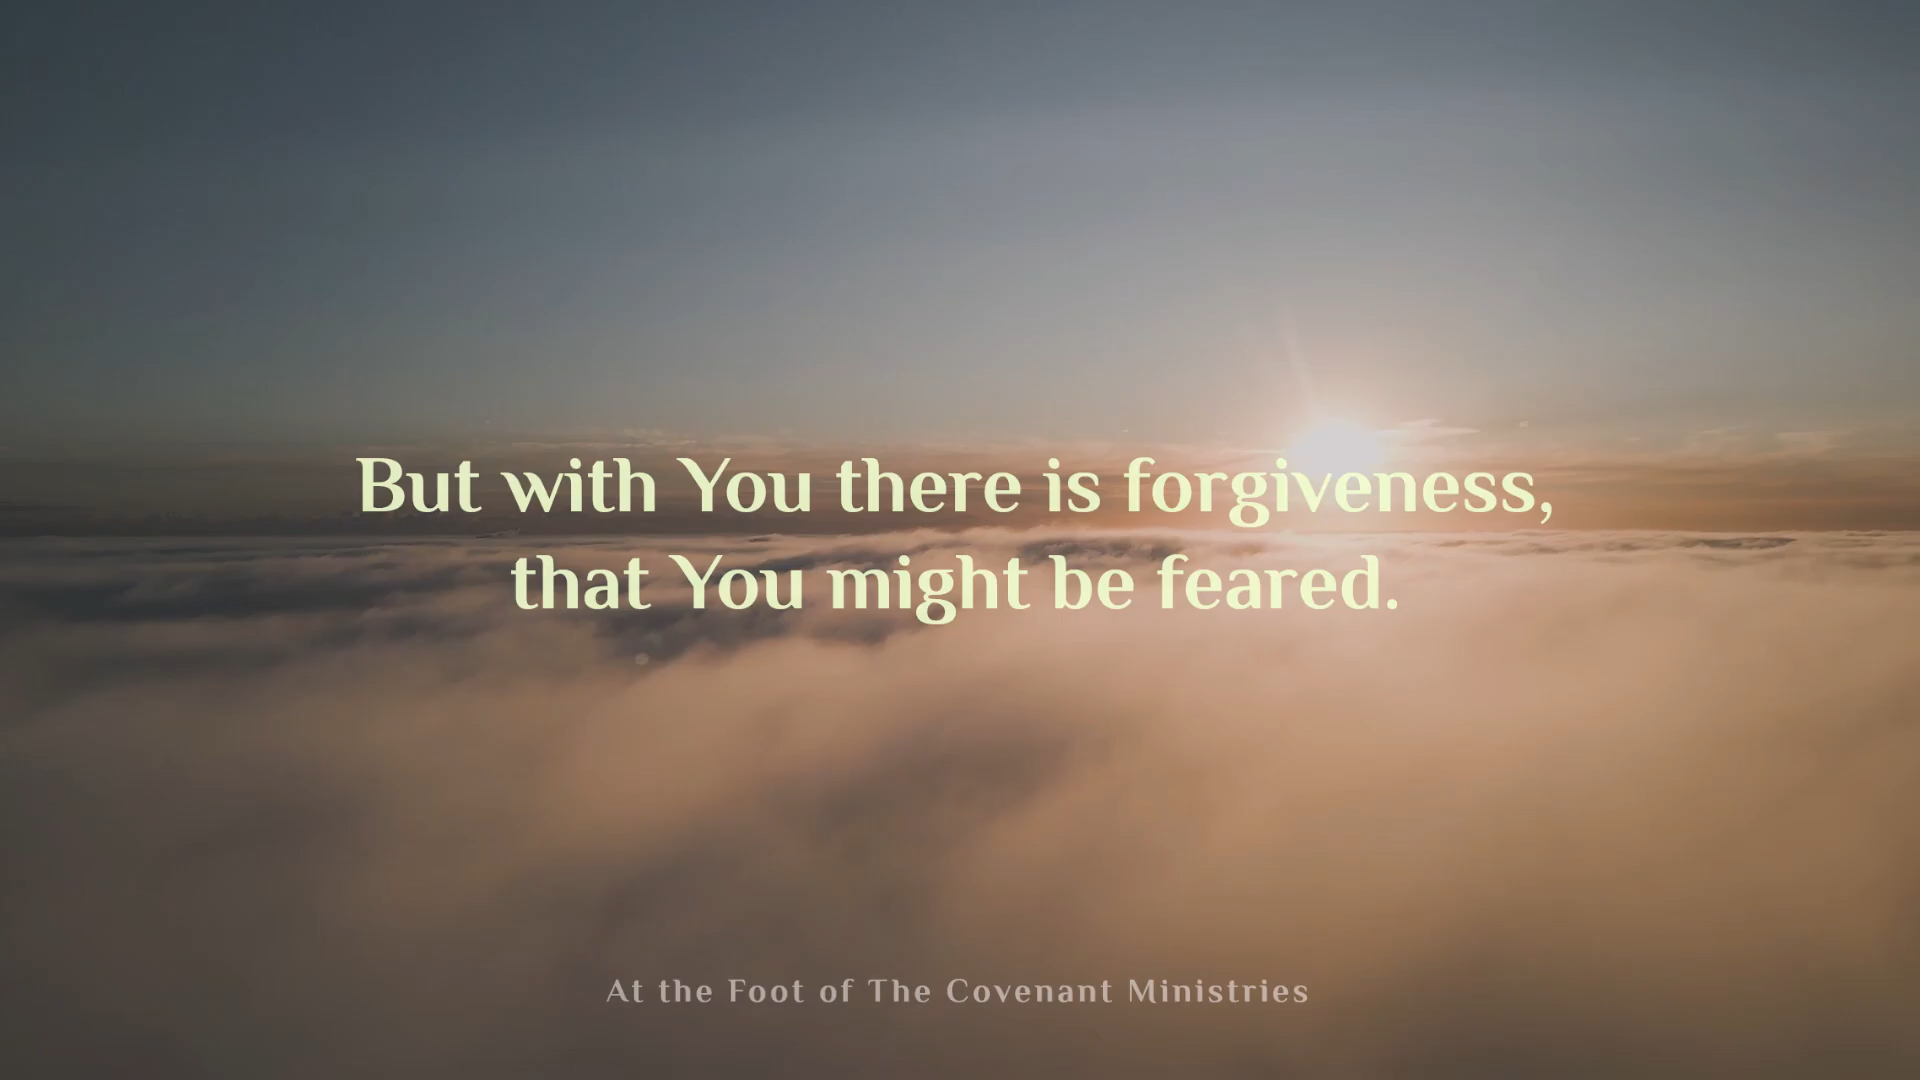 But with You there is forgiveness,
that You might be feared.
At the Foot of The Covenant Ministries